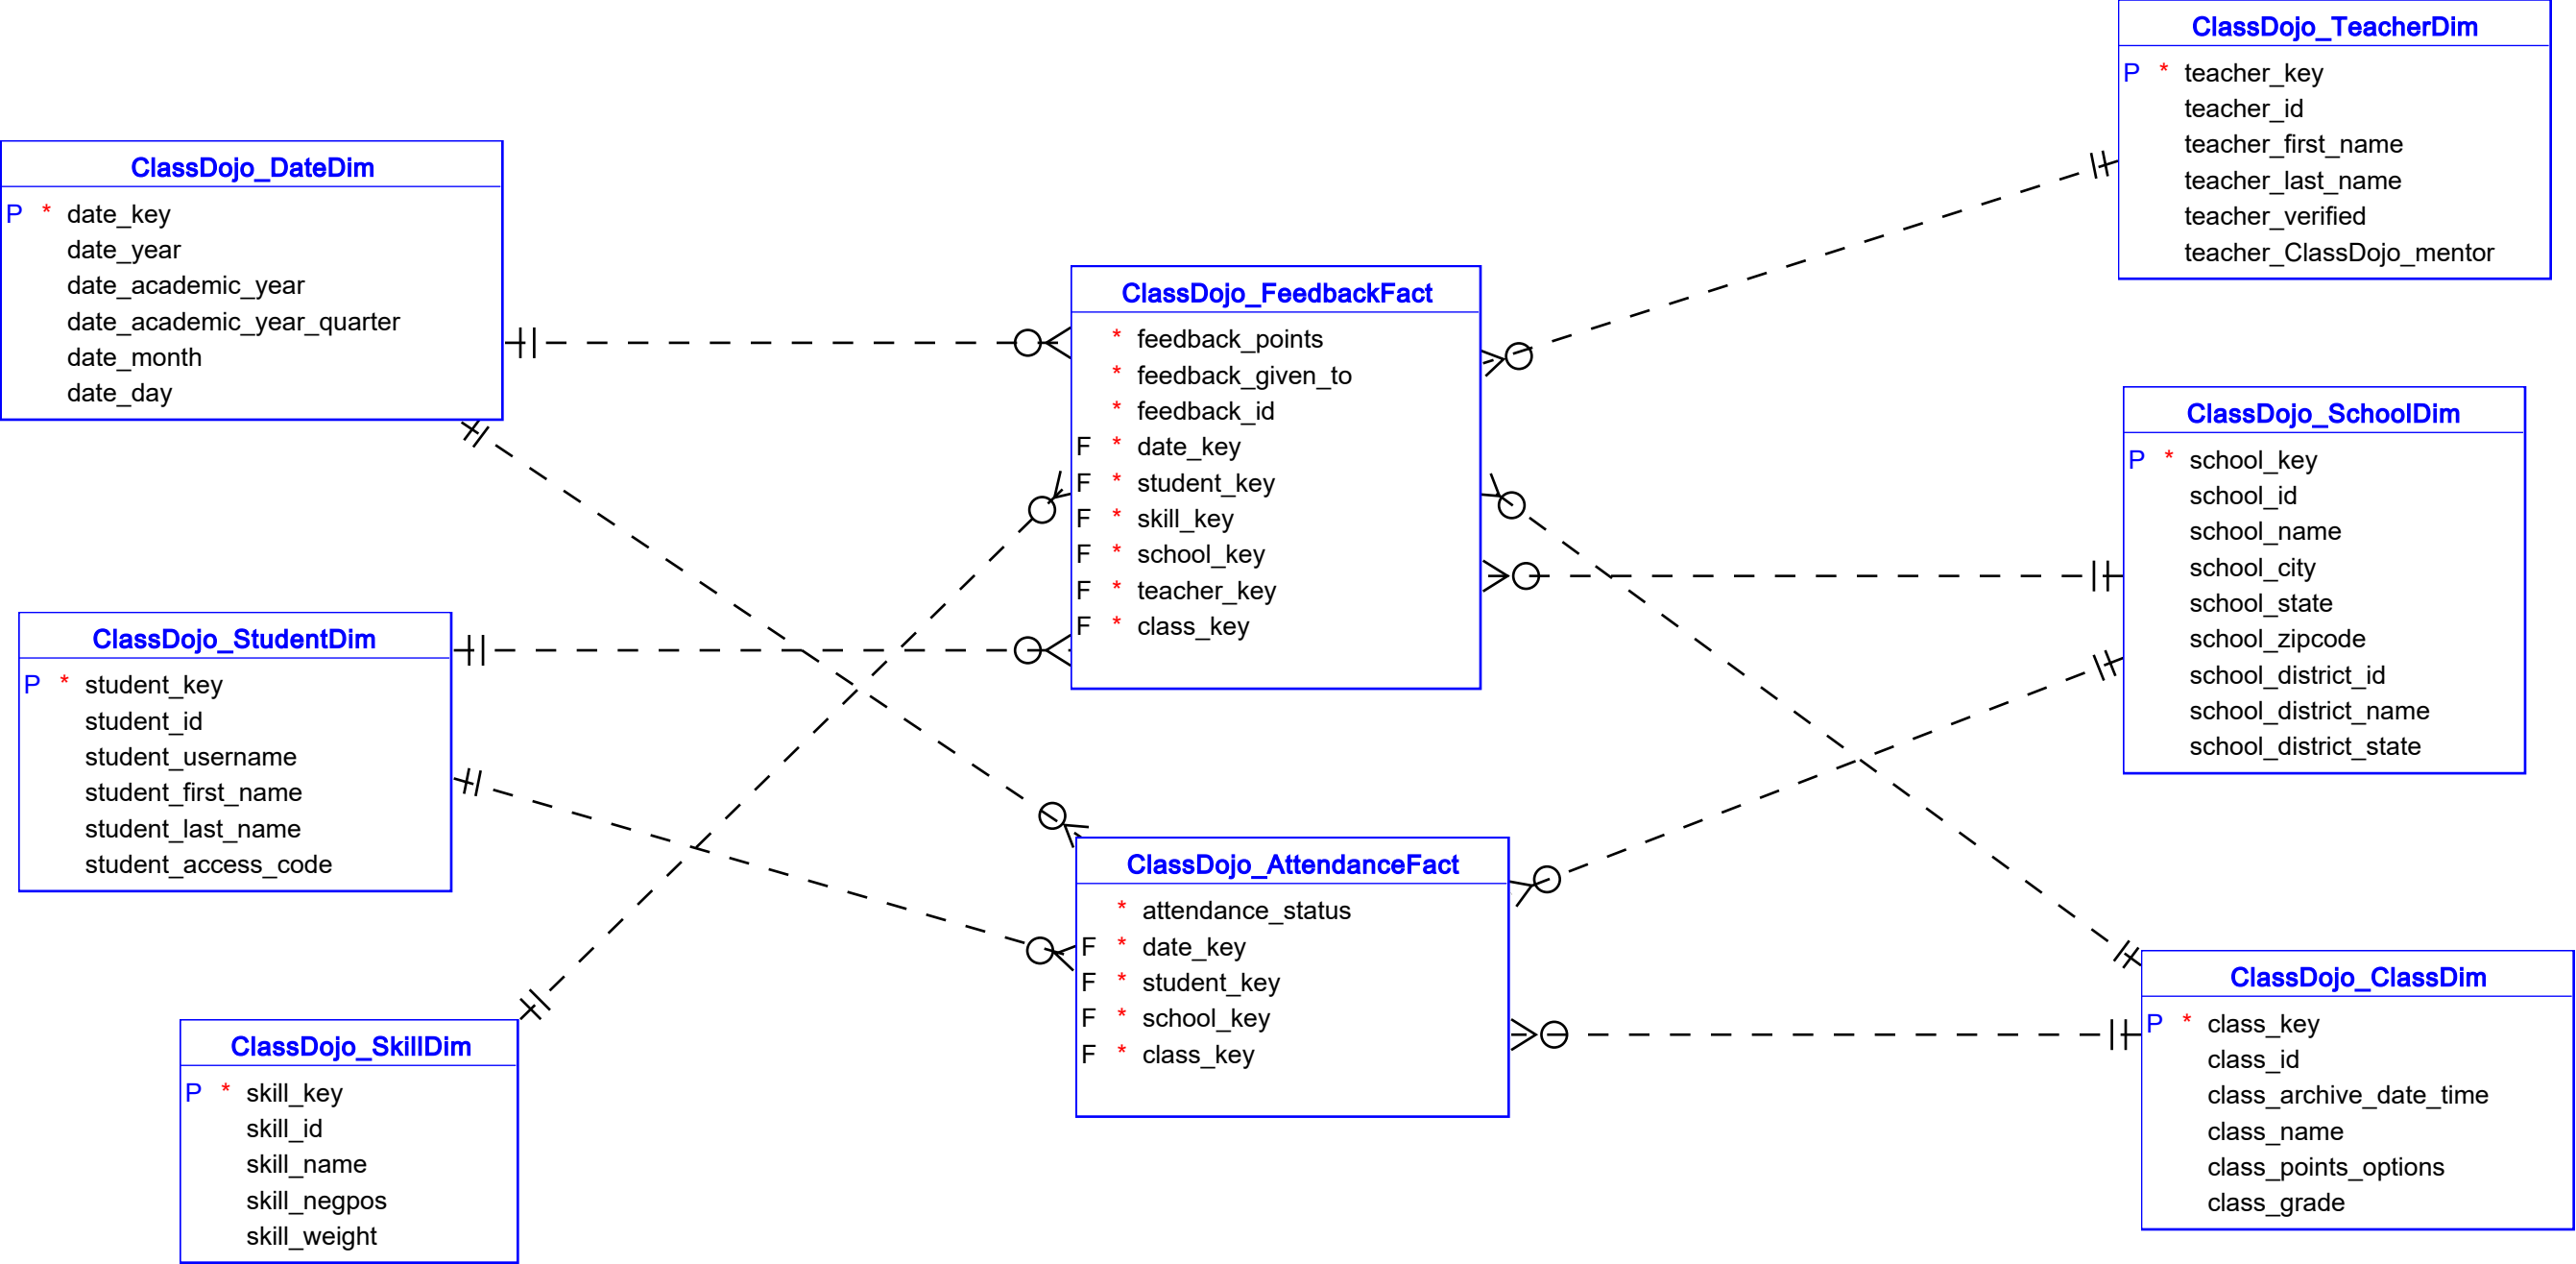 ClassDojo_DateDim
P * date_key
date_year
date_academic_year
date_academic_year_quarter
date_month
date_day
ClassDojo_StudentDim
P * student_key
student_id
student_username
student_first_name
student_last_name
student_access_code
ClassDojo_SkillDim
P * skill_key
skill_id
skill_name
skill_negpos
skill_weight
ClassDojo_FeedbackFact
* feedback_points
* feedback_given_to
* feedback_id
F * date_key
F * student_key
F * skill_key
F * school_key
F * teacher_key
F * class_key
ClassDojo_AttendanceFact
* attendance_status
F * date_key
F * student_key
F * school_key
F * class_key
ClassDojo_TeacherDim
P * teacher_key
teacher_id
teacher_first_name
teacher_last_name
teacher_verified
teacher_ClassDojo_mentor
ClassDojo_SchoolDim
P * school_key
school_id
school_name
school_city
school_state
school_zipcode
school_district_id
school_district_name
school_district_state
ClassDojo_ClassDim
P * class_key
class_id
class_archive_date_time
class_name
class_points_options
class_grade